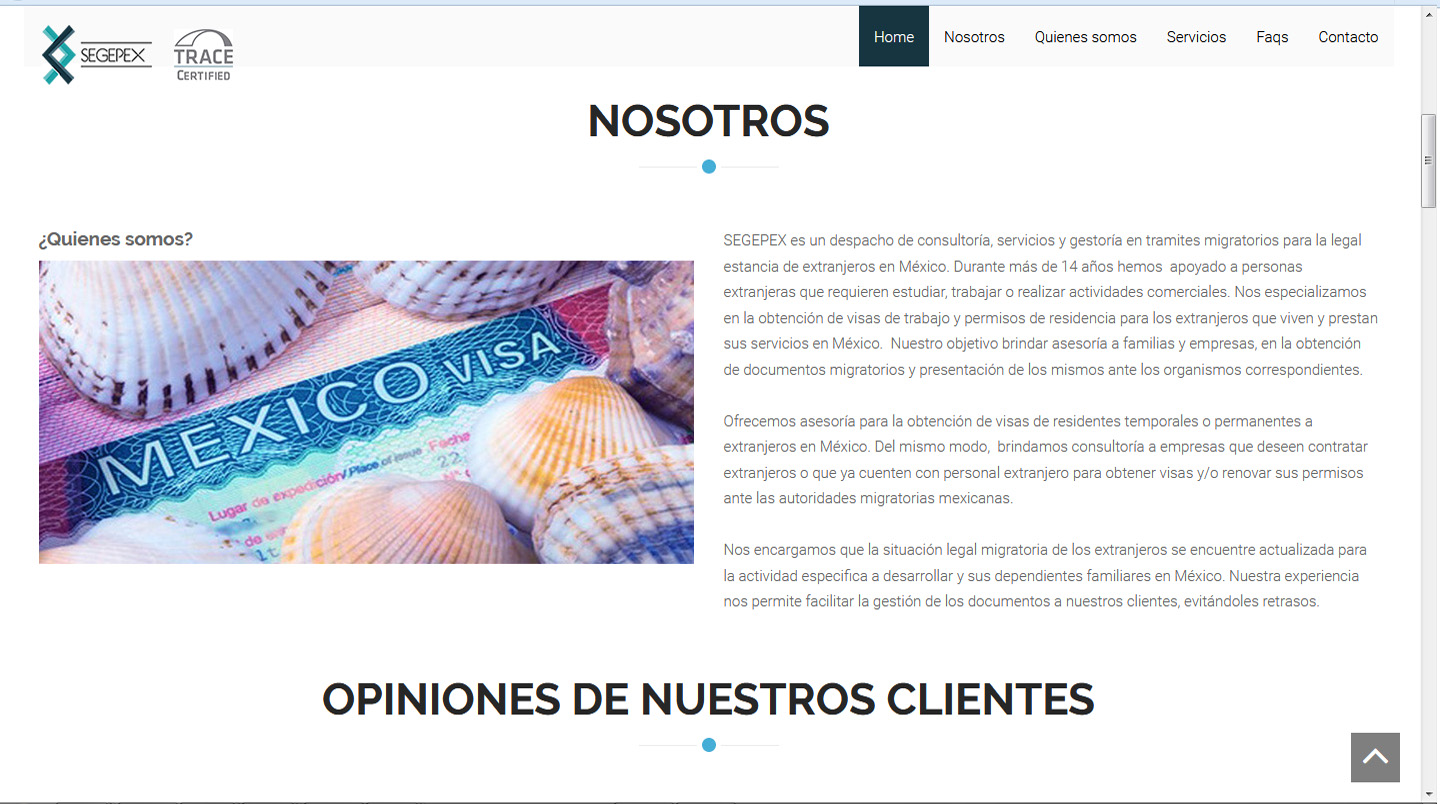 SEGEPEX
TRACE
CERTIFIED
Home Nosotros Quienes somos Servicios Faqs Contacto
NOSOTROS
¿Quienes somos?
MEXICO VISA
Lugar de expedición/Place of issue Fecha
22
de
SEGEPEX es un despacho de consultoría, servicios y gestoría en tramites migratorios para la legal
estancia de extranjeros en México. Durante más de 14 años hemos apoyado a personas
extranjeras que requieren estudiar, trabajar o realizar actividades comerciales. Nos especializamos
en la obtención de visas de trabajo y permisos de residencia para los extranjeros que viven y prestan
sus servicios en México. Nuestro objetivo brindar asesoría a familias y empresas, en la obtención
de documentos migratorios y presentación de los mismos ante los organismos correspondientes.
Ofrecemos asesoría para la obtención de visas de residentes temporales o permanentes a
extranjeros en México. Del mismo modo, brindamos consultoría a empresas que deseen contratar
extranjeros o que ya cuenten con personal extranjero para obtener visas y/o renovar sus permisos
ante las autoridades migratorias mexicanas.
Nos encargamos que la situación legal migratoria de los extranjeros se encuentre actualizada para
la actividad especifica a desarrollar y sus dependientes familiares en México. Nuestra experiencia
nos permite facilitar la gestión de los documentos a nuestros clientes, evitándoles retrasos.
OPINIONES DE NUESTROS CLIENTES